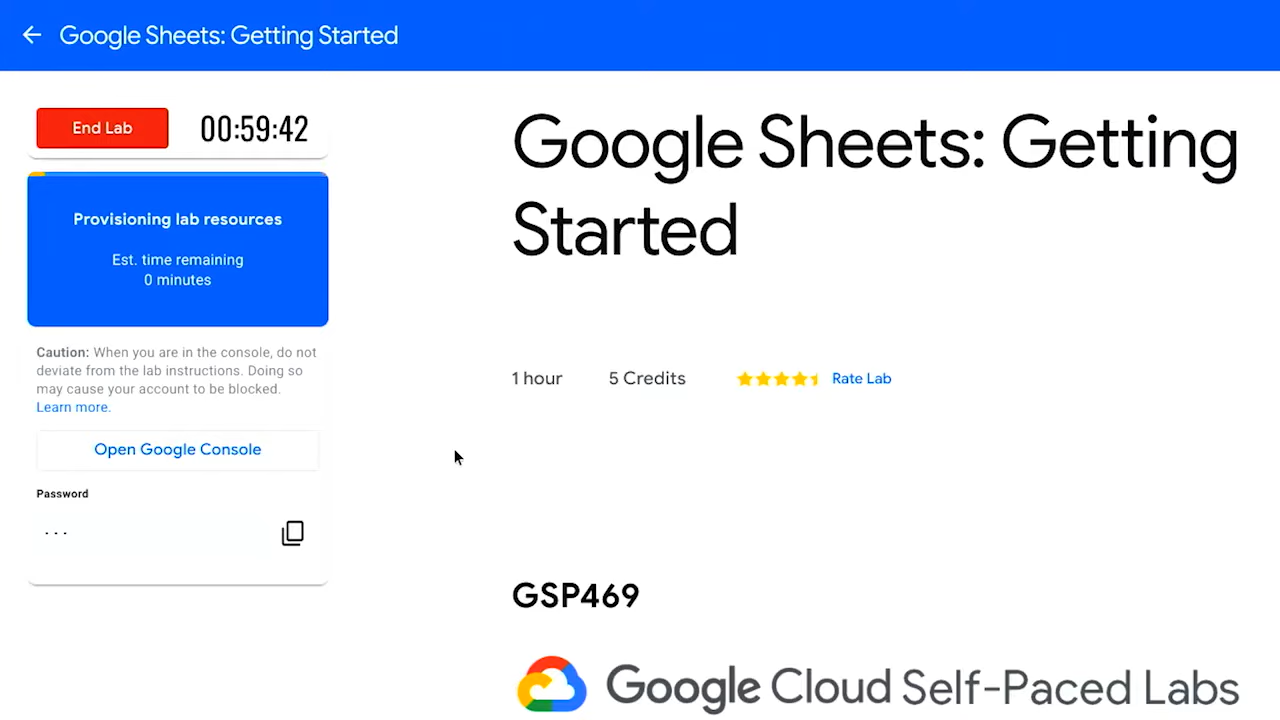 Google Sheets: Getting Started
End Lab
00:59:42
Provisioning lab resources
Est. time remaining
0 minutes
Caution: When you are in the console, do not
deviate from the lab instructions. Doing so
may cause your account to be blocked.
Learn more.
Open Google Console
Password
...
Google Sheets: Getting
Started
1 hour
5 Credits
Rate Lab
GSP469
Google Cloud Self-Paced Labs